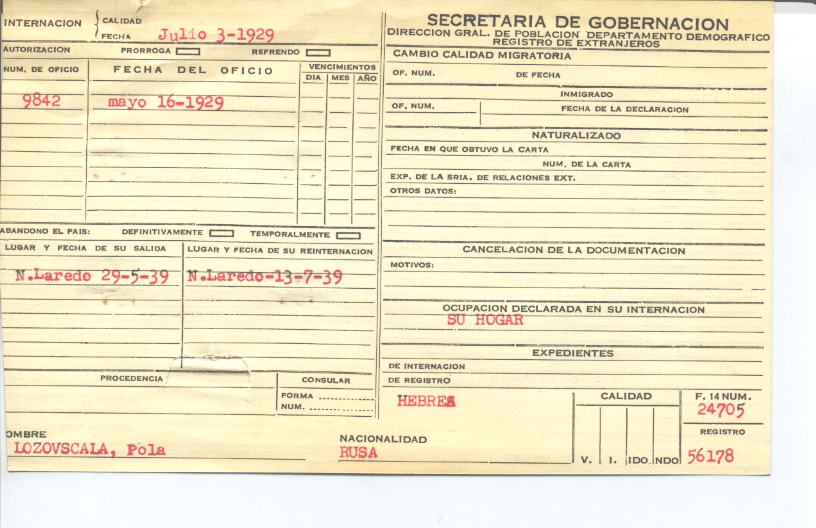 INTERNACION { CALIDAD
FECHA Julio 3-1929
AUTORIZACION PRORROGA REFRENDO
NUM. DE OFICIO FECHA DEL OFICIO VENCIMIENTOS
DIA MES AÑO
9842 mayo 16-1929
ABANDONO EL PAIS: DEFINITIVAMENTE TEMPORALMENTE
LUGAR Y FECHA DE SU SALIDA LUGAR Y FECHA DE SU REINTERNACION
N.Laredo 29-5-39 N.Laredo-13-7-39
PROCEDENCIA CONSULAR
FORMA
NUM.
OMBRE
LOZOVSCALA, Pola
SECRETARIA DE GOBERNACION
DIRECCION GRAL. DE POBLACION DEPARTAMENTO DEMOGRAFICO
REGISTRO DE EXTRANJEROS
CAMBIO CALIDAD MIGRATORIA
OF. NUM. DE FECHA
INMIGRADO
OF. NUM. FECHA DE LA DECLARACION
NATURALIZADO
FECHA EN QUE OBTUVO LA CARTA
NUM. DE LA CARTA
EXP. DE LA SRIA. DE RELACIONES EXT.
OTROS DATOS:
CANCELACION DE LA DOCUMENTACION
MOTIVOS:
OCUPACION DECLARADA EN SU INTERNACION
SU HOGAR
EXPEDIENTES
DE INTERNACION
DE REGISTRO
HEBREA
CALIDAD
V. I. IDO. NDO
F. 14 NUM.
24705
REGISTRO
56178
NACIONALIDAD
RUSA